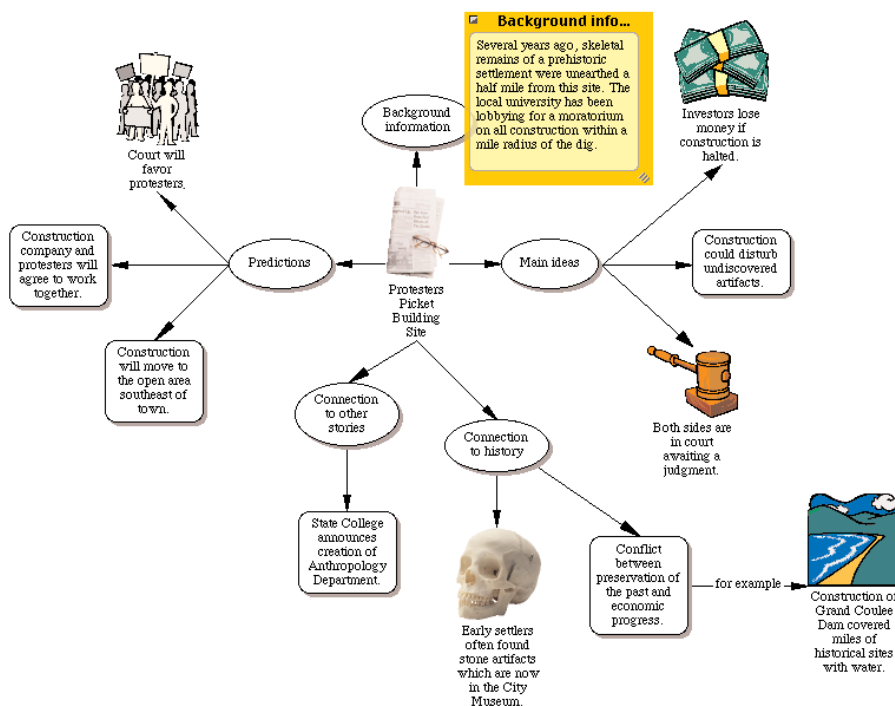 Background info...
Several years ago, skeletal
remains of a prehistoric
settlement were unearthed a
half mile from this site. The
local university has been
lobbying for a moratorium
on all construction within a
mile radius of the dig.
Background
information
Investors lose
money if
construction is
halted.
Court will
favor
protesters.
Construction
company and
protesters will
agree to work
together.
Predictions
Main ideas
Construction
could disturb
undiscovered
artifacts.
Protesters
Picket
Building
Site
Construction
will move to
the open area
southeast of
town.
Connection
to other
stories
Connection
to history
Both sides are
in court
awaiting a
judgment.
State College
announces
creation of
Anthropology
Department.
Early settlers
often found
stone artifacts
which are now
in the City
Museum.
Conflict
between
preservation of
the past and
economic
progress.
for example
Construction of
Grand Coulee
Dam covered
miles of
historical sites
with water.